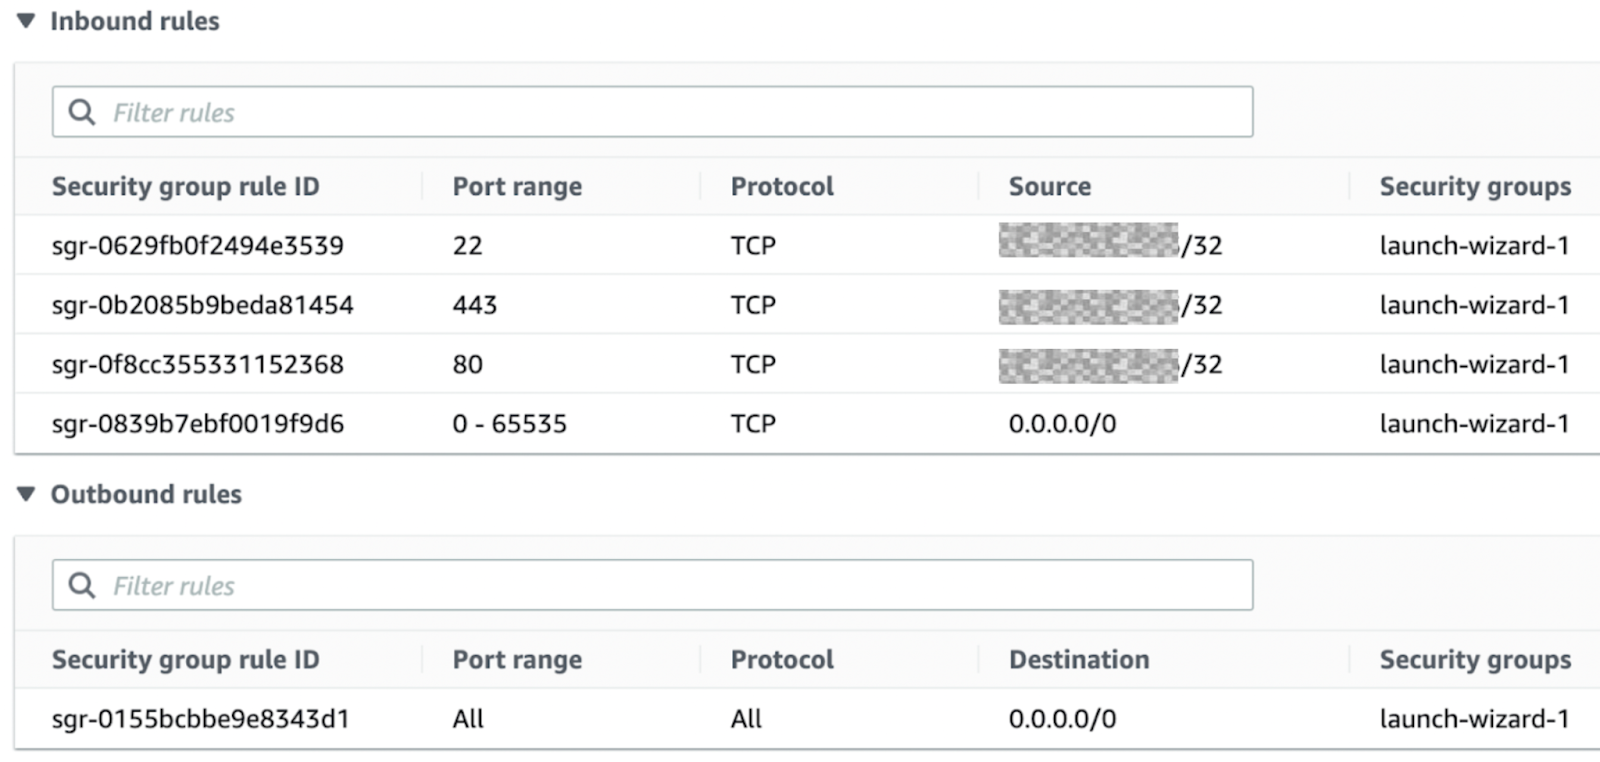 Inbound rules
Filter rules
Security group rule ID Port range Protocol Source Security groups
sgr-0629fb0f2494e3539 22 TCP /32 launch-wizard-1
sgr-0b2085b9beda81454 443 TCP /32 launch-wizard-1
sgr-0f8cc355331152368 80 TCP /32 launch-wizard-1
sgr-0839b7ebf0019f9d6 0 - 65535 TCP 0.0.0.0/0 launch-wizard-1
Outbound rules
Filter rules
Security group rule ID Port range Protocol Destination Security groups
sgr-0155bcbbe9e8343d1 All All 0.0.0.0/0 launch-wizard-1